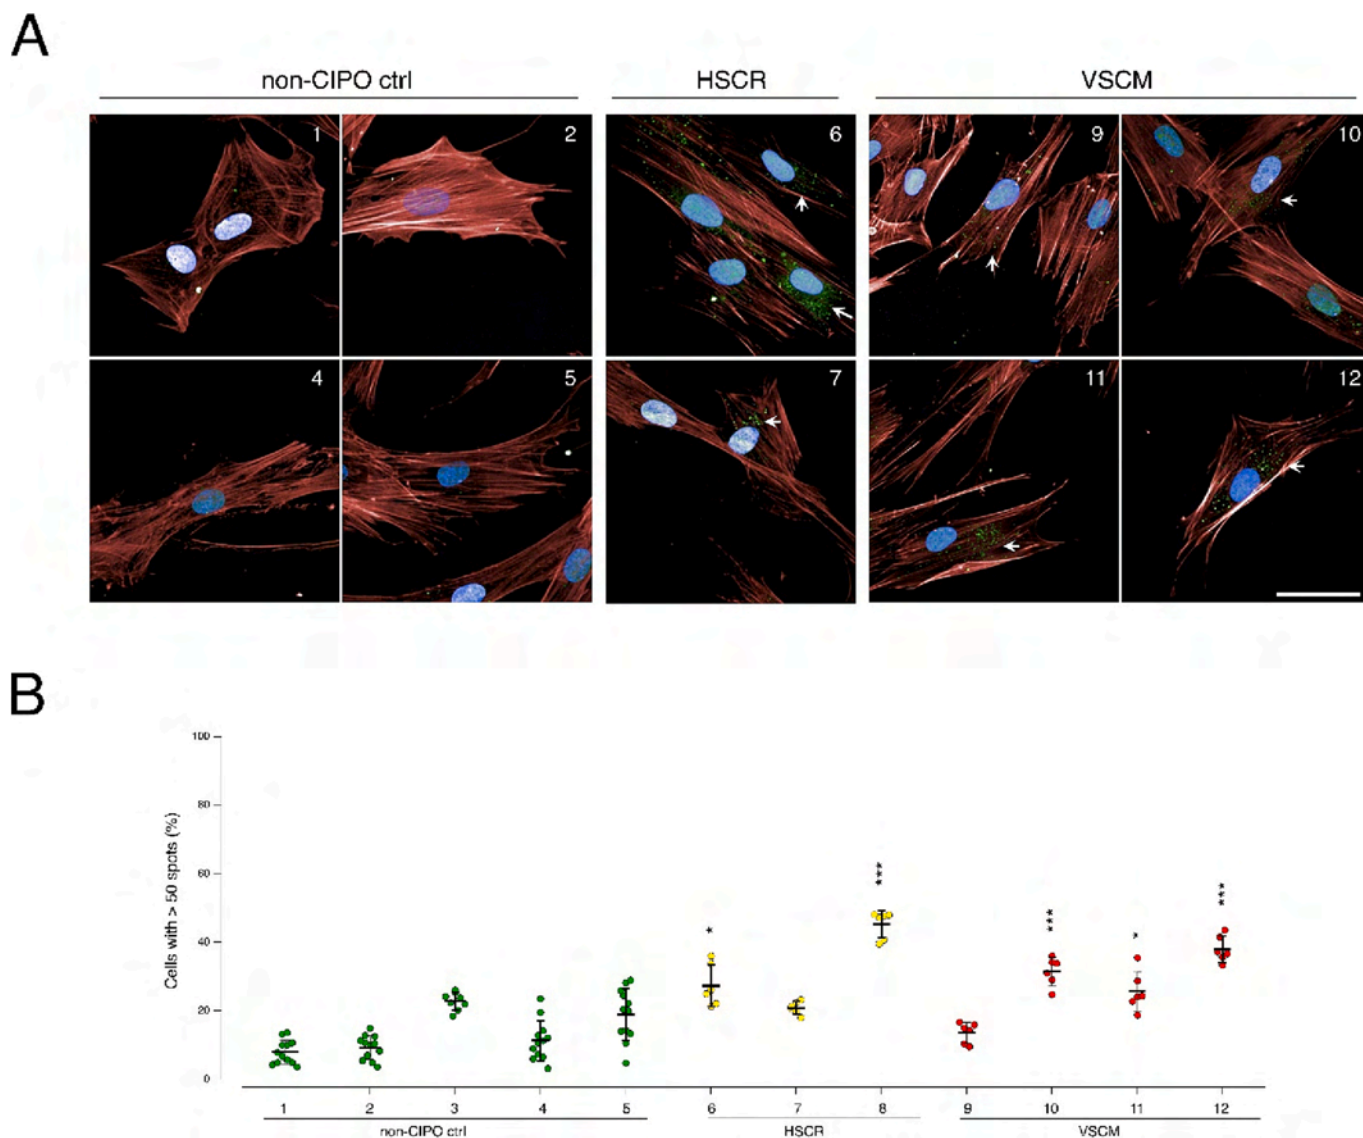 A
non-CIPO ctrl
HSCR
VSCM
1
2
6
9
10
4
5
7
11
12
B
Cells with > 50 spots (%)
100
80
60
40
20
0
*
***
***
*
***
1 2 3 4 5 6 7 8 9 10 11 12
non-CIPO ctrl HSCR VSCM